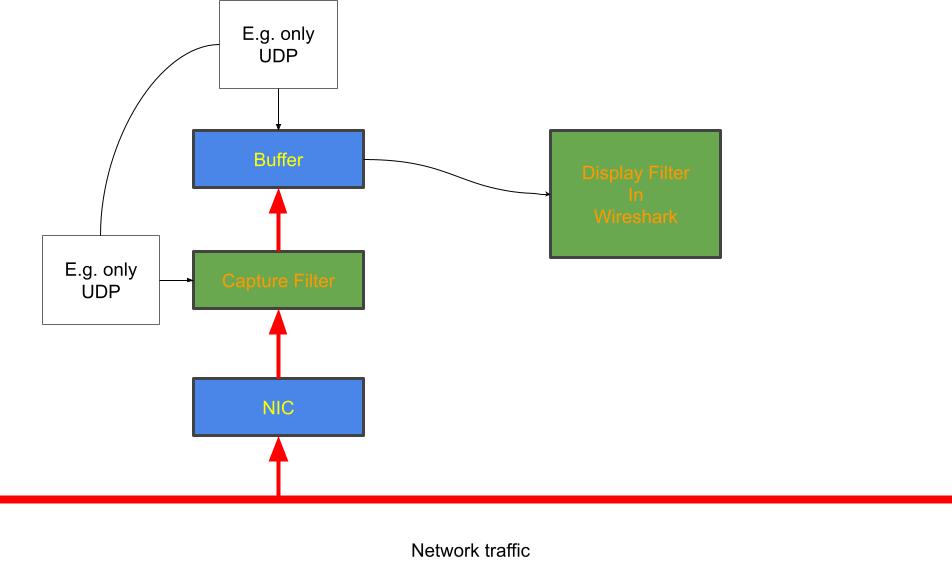 E.g. only
UDP
Buffer
Display Filter
In
Wireshark
E.g. only
UDP
Capture Filter
NIC
Network traffic